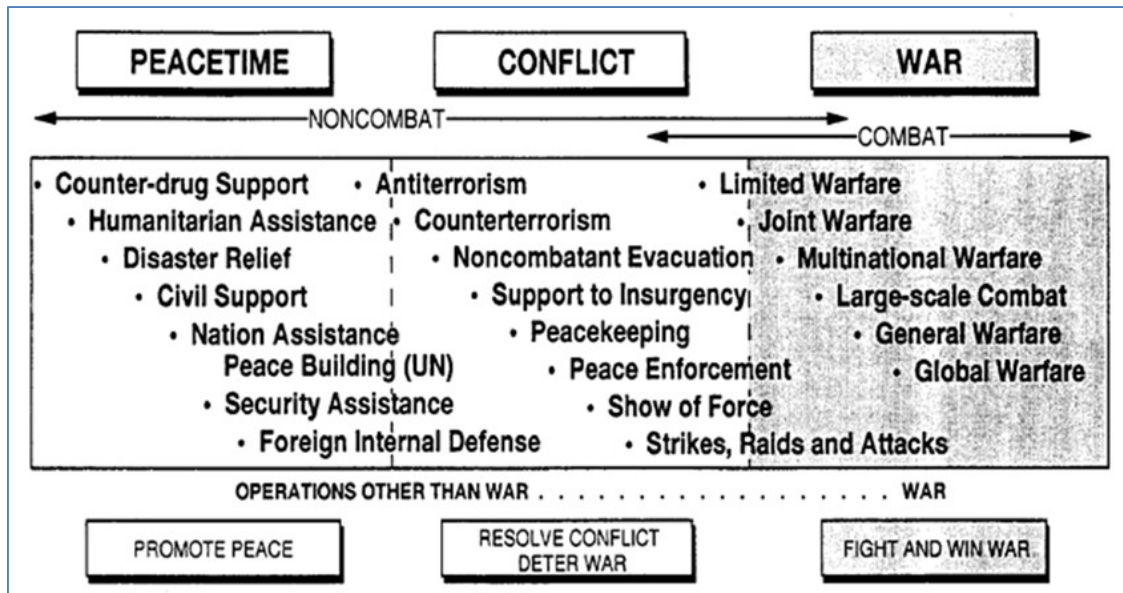 PEACETIME CONFLICT WAR
NONCOMBAT
COMBAT
• Counter-drug Support • Antiterrorism • Limited Warfare
• Humanitarian Assistance • Counterterrorism • Joint Warfare
• Disaster Relief • Noncombatant Evacuation • Multinational Warfare
• Civil Support • Support to Insurgency • Large-scale Combat
• Nation Assistance • Peacekeeping • General Warfare
Peace Building (UN) • Peace Enforcement • Global Warfare
• Security Assistance • Show of Force
• Foreign Internal Defense • Strikes, Raids and Attacks
OPERATIONS OTHER THAN WAR . . . . . . . . . . . . . . . . . . . WAR
PROMOTE PEACE RESOLVE CONFLICT FIGHT AND WIN WAR
DETER WAR